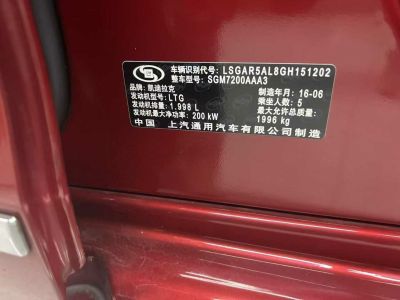 车辆识别代号: LSGAR5AL8GH151202
整车型号: SGM7200AAA3
品牌: 凯迪拉克 制造年月: 16-06
发动机型号: LTG 乘坐人数: 5
发动机排量: 1.998 L 最大允许总质量:
发动机最大净功率: 200 kW 1996 kg
中国 上汽通用汽车有限公司制造